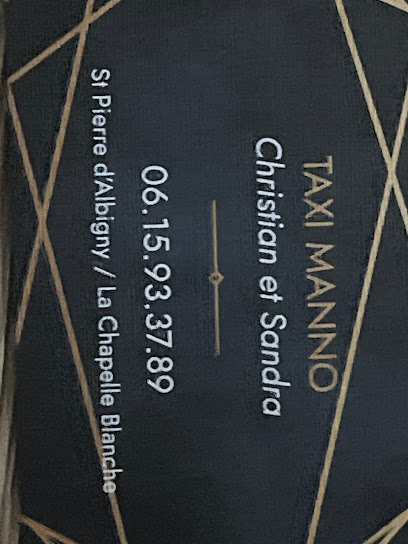 TAXI MANNO
Christian et Sandra
06.15.93.37.89
St Pierre d'Albigny / La Chapelle Blanche